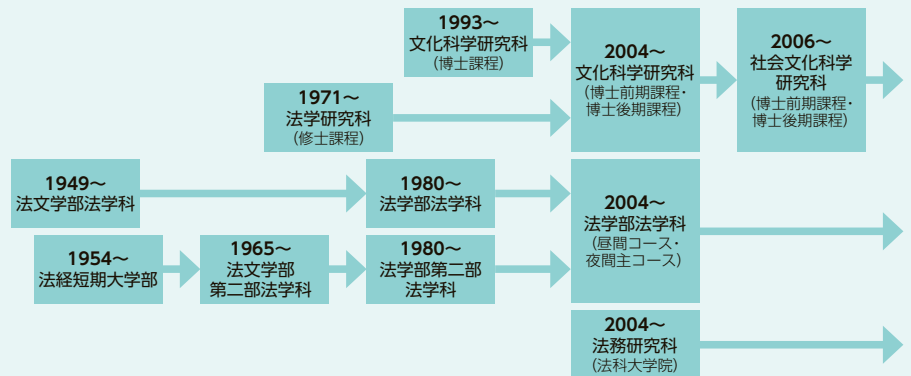 1993～
文化科学研究科
(博士課程)
2004～
文化科学研究科
(博士前期課程・
博士後期課程)
2006～
社会文化科学
研究科
(博士前期課程・
博士後期課程)
1971～
法学研究科
(修士課程)
1949～
法文学部法学科
1980～
法学部法学科
2004～
法学部法学科
(昼間コース・
夜間主コース)
1954～
法経短期大学部
1965～
法文学部
第二部法学科
1980～
法学部第二部
法学科
2004～
法務研究科
(法科大学院)